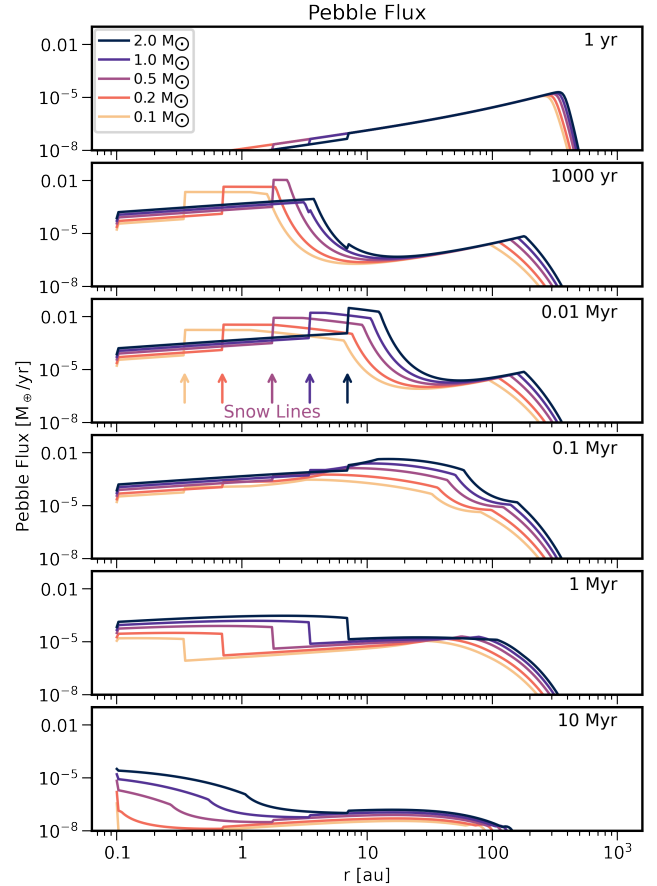 Pebble Flux
0.01
10⁻⁵
10⁻⁸
2.0 M⊙
1.0 M⊙
0.5 M⊙
0.2 M⊙
0.1 M⊙
1 yr
0.01
10⁻⁵
10⁻⁸
1000 yr
0.01
10⁻⁵
10⁻⁸
0.01 Myr
Snow Lines
Pebble Flux [M⊕/yr]
0.01
10⁻⁵
10⁻⁸
0.1 Myr
0.01
10⁻⁵
10⁻⁸
1 Myr
0.01
10⁻⁵
10⁻⁸
10 Myr
0.1 1 10 100 10³
r [au]